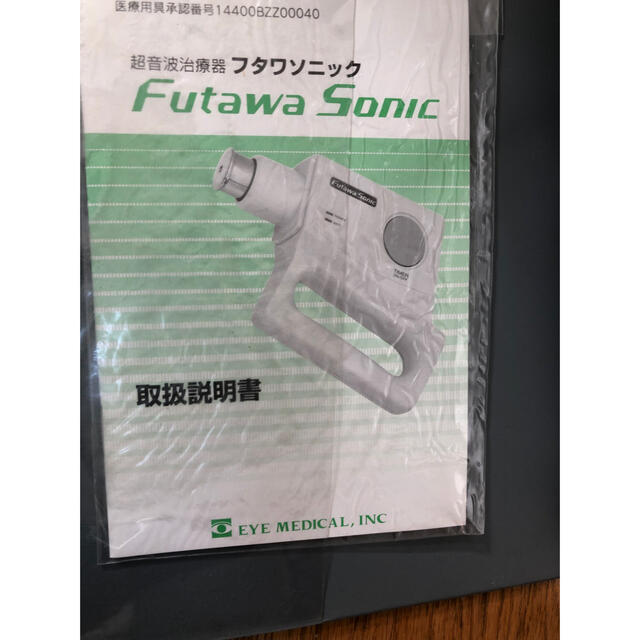 医療用具承認番号14400BZZ00040
超音波治療器 フタワソニック
Futawa Sonic
Futawa Sonic
TIMER
取扱説明書
EYE MEDICAL, INC